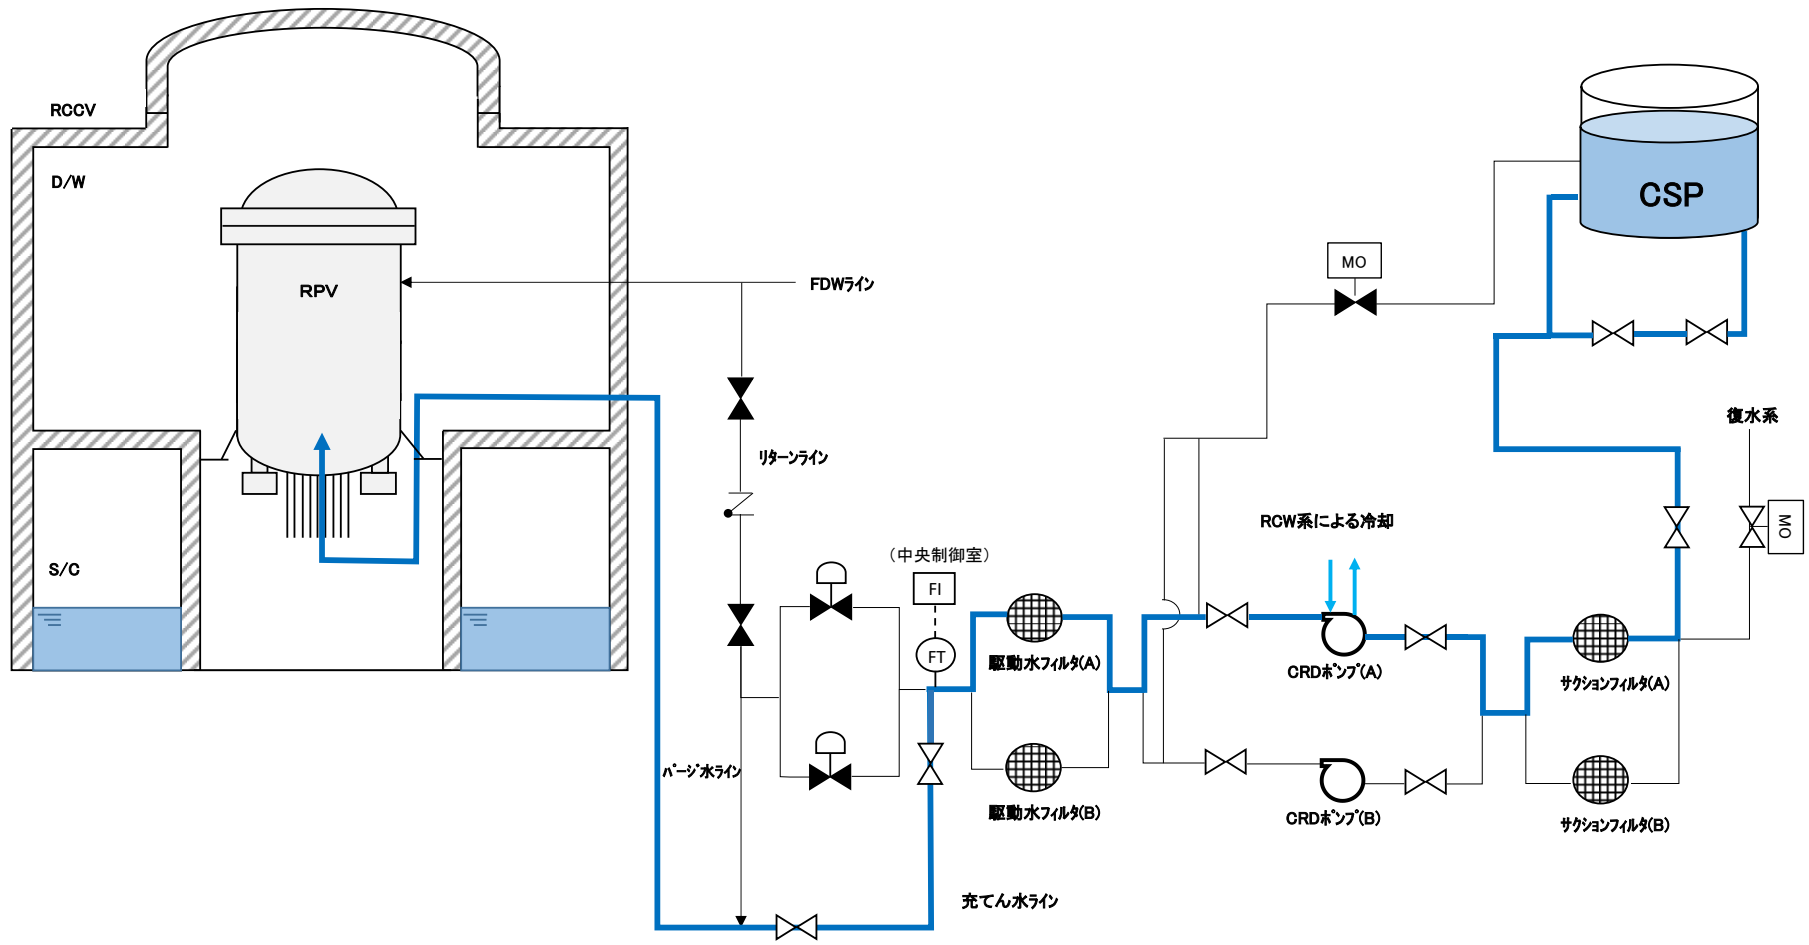 RCCV
D/W
CSP
MO
RPV
FDWライン
復水系
リターンライン
RCW系による冷却
MO
(中央制御室)
S/C
FI
FT
駆動水フィルタ(A)
CRDポンプ(A)
サクションフィルタ(A)
パージ水ライン
駆動水フィルタ(B)
CRDポンプ(B)
サクションフィルタ(B)
充てん水ライン